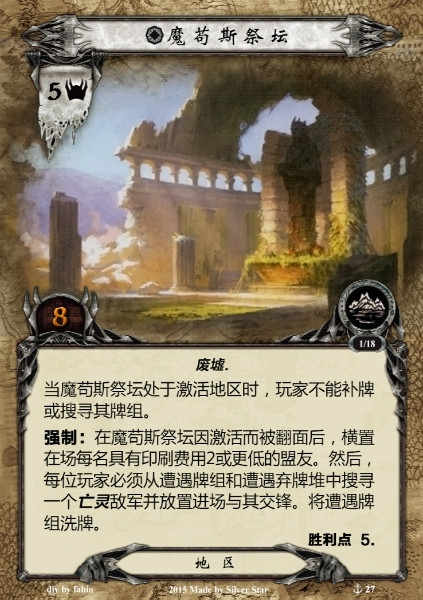 魔苟斯祭坛
5
8
1/18
废墟.
当魔苟斯祭坛处于激活地区时，玩家不能补牌
或搜寻其牌组。
强制：在魔苟斯祭坛因激活而被翻面后，横置
在场每名具有印刷费用2或更低的盟友。然后，
每位玩家必须从遭遇牌组和遭遇弃牌堆中搜寻
一个亡灵敌军并放置进场与其交锋。将遭遇牌
组洗牌。
胜利点 5.
地区
diy by fabio
2015 Made by Silver Star
27